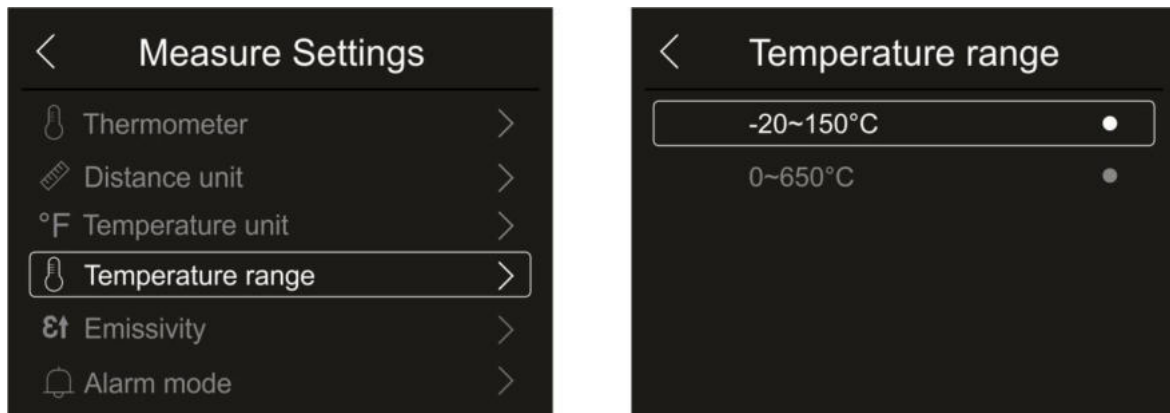 Measure Settings
Thermometer
Distance unit
°F Temperature unit
Temperature range
Ɛ↑ Emissivity
Alarm mode
Temperature range
-20~150°C
0~650°C